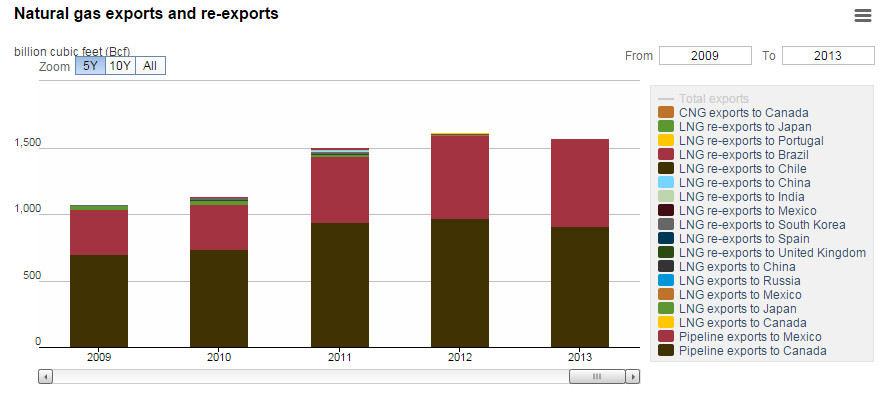 Natural gas exports and re-exports
billion cubic feet (Bcf)
Zoom 5Y 10Y All
From 2009 To 2013
1,500
1,000
500
0
2009 2010 2011 2012 2013
Total exports
CNG exports to Canada
LNG re-exports to Japan
LNG re-exports to Portugal
LNG re-exports to Brazil
LNG re-exports to Chile
LNG re-exports to China
LNG re-exports to India
LNG re-exports to Mexico
LNG re-exports to South Korea
LNG re-exports to Spain
LNG re-exports to United Kingdom
LNG exports to China
LNG exports to Russia
LNG exports to Mexico
LNG exports to Japan
LNG exports to Canada
Pipeline exports to Mexico
Pipeline exports to Canada